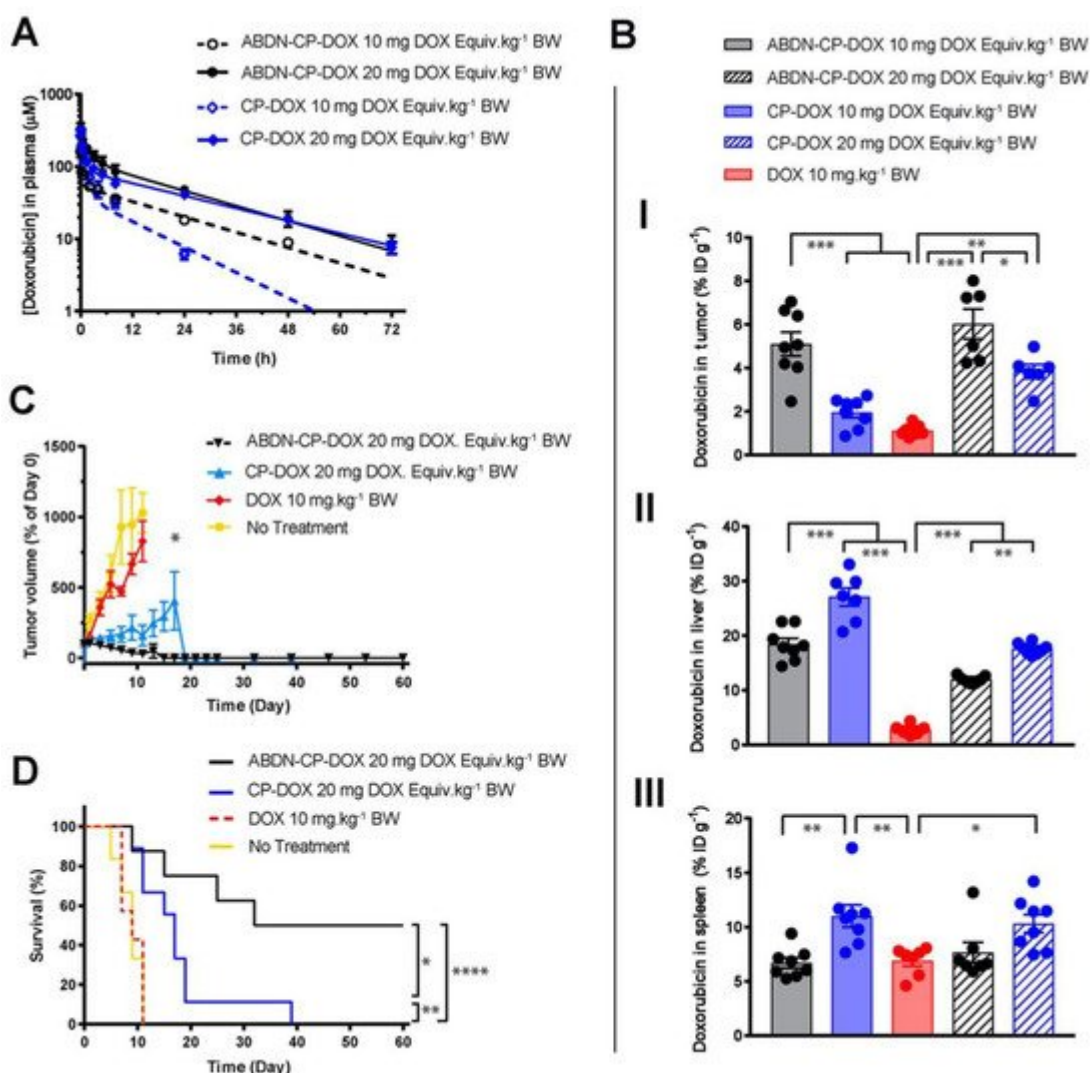 A
ABDN-CP-DOX 10 mg DOX Equiv.kg⁻¹ BW
ABDN-CP-DOX 20 mg DOX Equiv.kg⁻¹ BW
CP-DOX 10 mg DOX Equiv.kg⁻¹ BW
CP-DOX 20 mg DOX Equiv.kg⁻¹ BW
[Doxorubicin] in plasma (µM)
1000
100
10
1
0 12 24 36 48 60 72
Time (h)
B
ABDN-CP-DOX 10 mg DOX Equiv.kg⁻¹ BW
ABDN-CP-DOX 20 mg DOX Equiv.kg⁻¹ BW
CP-DOX 10 mg DOX Equiv.kg⁻¹ BW
CP-DOX 20 mg DOX Equiv.kg⁻¹ BW
DOX 10 mg.kg⁻¹ BW
I
Doxorubicin in tumor (% ID g⁻¹)
10
8
6
4
2
0
*** ** *** *
II
Doxorubicin in liver (% ID g⁻¹)
40
30
20
10
0
*** *** *** **
III
Doxorubicin in spleen (% ID g⁻¹)
20
15
10
5
0
** ** *
C
ABDN-CP-DOX 20 mg DOX. Equiv.kg⁻¹ BW
CP-DOX 20 mg DOX. Equiv.kg⁻¹ BW
DOX 10 mg.kg⁻¹ BW
No Treatment
Tumor volume (% of Day 0)
1500
1000
500
0
*
0 10 20 30 40 50 60
Time (Day)
D
ABDN-CP-DOX 20 mg DOX Equiv.kg⁻¹ BW
CP-DOX 20 mg DOX Equiv.kg⁻¹ BW
DOX 10 mg.kg⁻¹ BW
No Treatment
Survival (%)
100
80
60
40
20
0
* ** ****
0 10 20 30 40 50 60
Time (Day)